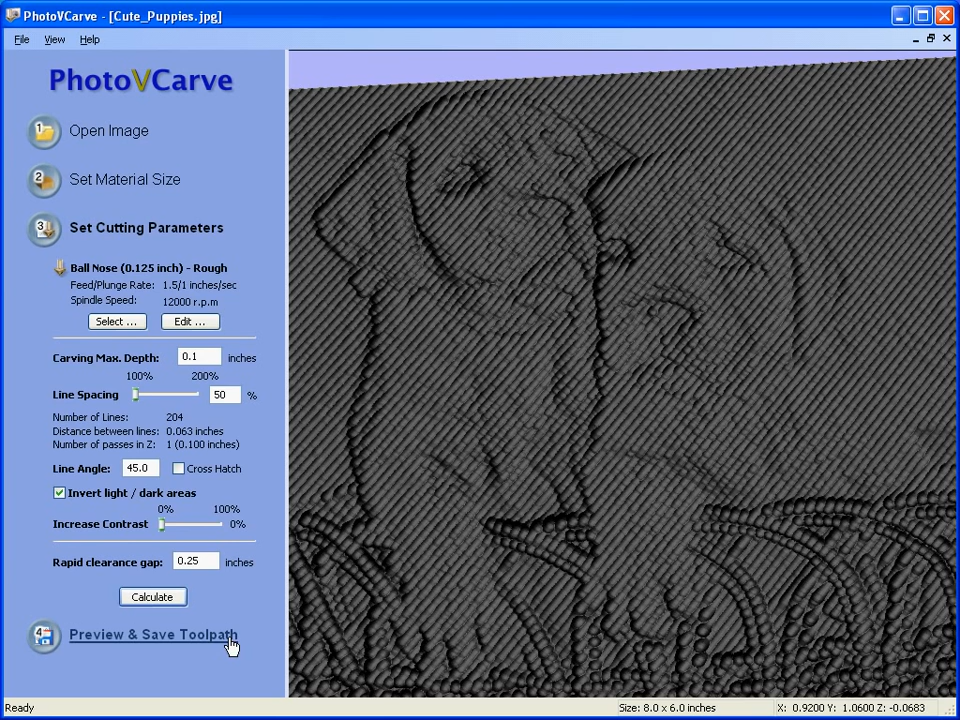 PhotoVCarve - [Cute_Puppies.jpg]
File View Help
PhotoVCarve
1 Open Image
2 Set Material Size
3 Set Cutting Parameters
Ball Nose (0.125 inch) - Rough
Feed/Plunge Rate: 1.5/1 inches/sec
Spindle Speed: 12000 r.p.m
Select ... Edit ...
Carving Max. Depth: 0.1 inches
100% 200%
Line Spacing 50 %
Number of Lines: 204
Distance between lines: 0.063 inches
Number of passes in Z: 1 (0.100 inches)
Line Angle: 45.0 Cross Hatch
Invert light / dark areas
0% 100%
Increase Contrast 0%
Rapid clearance gap: 0.25 inches
Calculate
4 Preview & Save Toolpath
Ready Size: 8.0 x 6.0 inches X: 0.9200 Y: 1.0600 Z: -0.0683